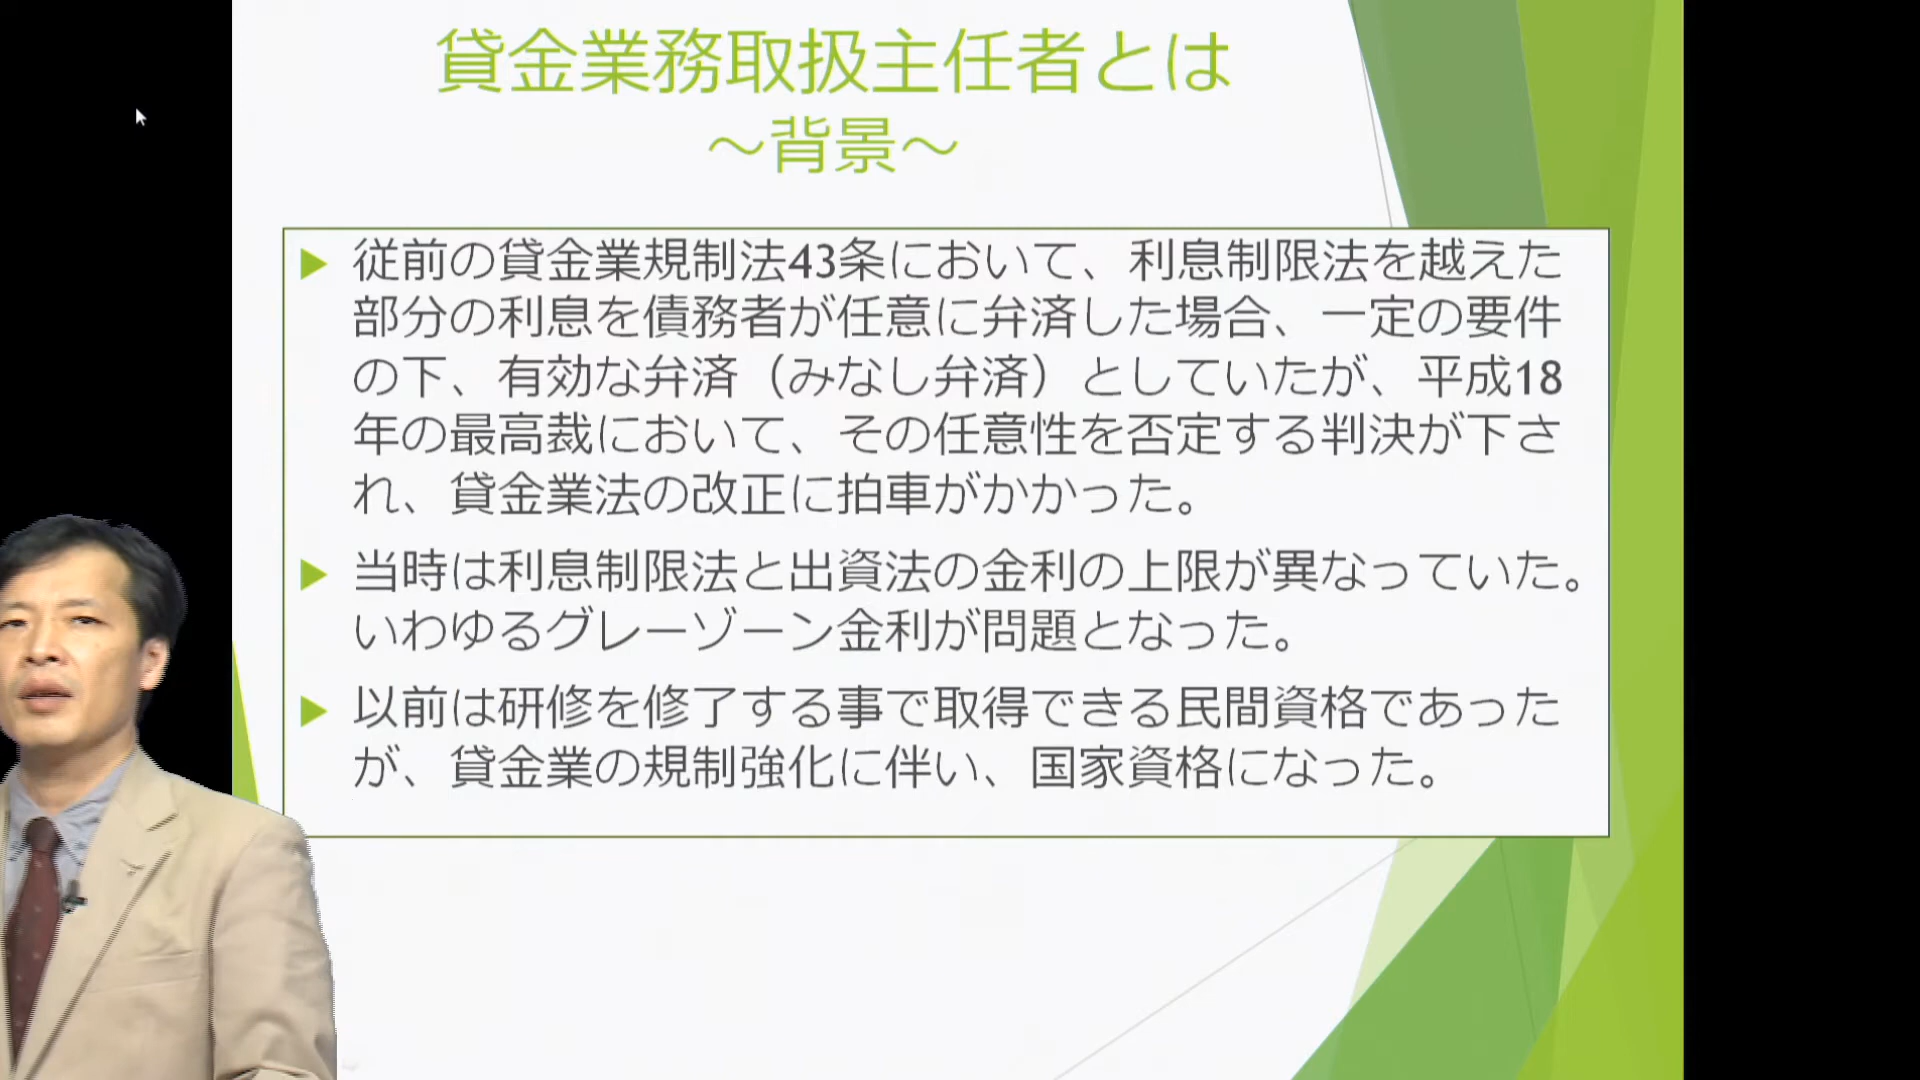 貸金業務取扱主任者とは
～背景～
従前の貸金業規制法43条において、利息制限法を越えた
部分の利息を債務者が任意に弁済した場合、一定の要件
の下、有効な弁済（みなし弁済）としていたが、平成18
年の最高裁において、その任意性を否定する判決が下さ
れ、貸金業法の改正に拍車がかかった。
当時は利息制限法と出資法の金利の上限が異なっていた。
いわゆるグレーゾーン金利が問題となった。
以前は研修を修了する事で取得できる民間資格であった
が、貸金業の規制強化に伴い、国家資格になった。